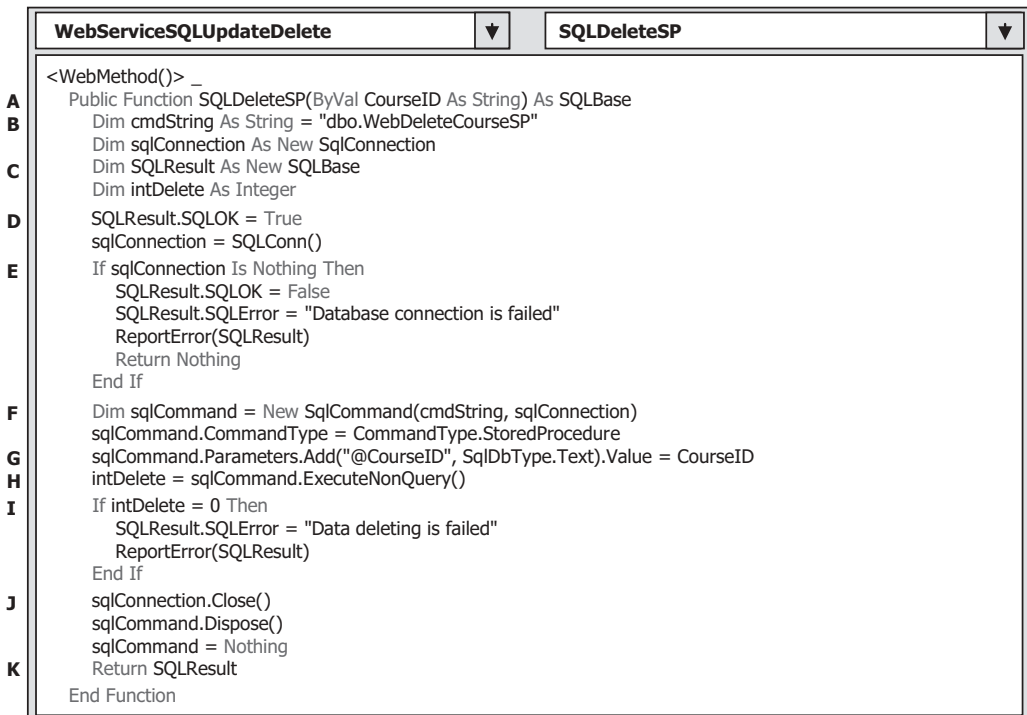 WebServiceSQLUpdateDelete SQLDeleteSP
<WebMethod()> _
A Public Function SQLDeleteSP(ByVal CourseID As String) As SQLBase
B Dim cmdString As String = "dbo.WebDeleteCourseSP"
Dim sqlConnection As New SqlConnection
C Dim SQLResult As New SQLBase
Dim intDelete As Integer
D SQLResult.SQLOK = True
sqlConnection = SQLConn()
E If sqlConnection Is Nothing Then
SQLResult.SQLOK = False
SQLResult.SQLError = "Database connection is failed"
ReportError(SQLResult)
Return Nothing
End If
F Dim sqlCommand = New SqlCommand(cmdString, sqlConnection)
sqlCommand.CommandType = CommandType.StoredProcedure
G sqlCommand.Parameters.Add("@CourseID", SqlDbType.Text).Value = CourseID
H intDelete = sqlCommand.ExecuteNonQuery()
I If intDelete = 0 Then
SQLResult.SQLError = "Data deleting is failed"
ReportError(SQLResult)
End If
J sqlConnection.Close()
sqlCommand.Dispose()
sqlCommand = Nothing
K Return SQLResult
End Function